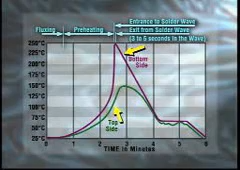 Entrance to Solder Wave
Fluxing
Preheating
Exit from Solder Wave
(3 to 5 seconds in the Wave)
250°C
225°C
200°C
175°C
150°C
125°C
100°C
75°C
50°C
25°C
Bottom
Side
Top
Side
0 1 2 3 4 5 6
TIME in Minutes